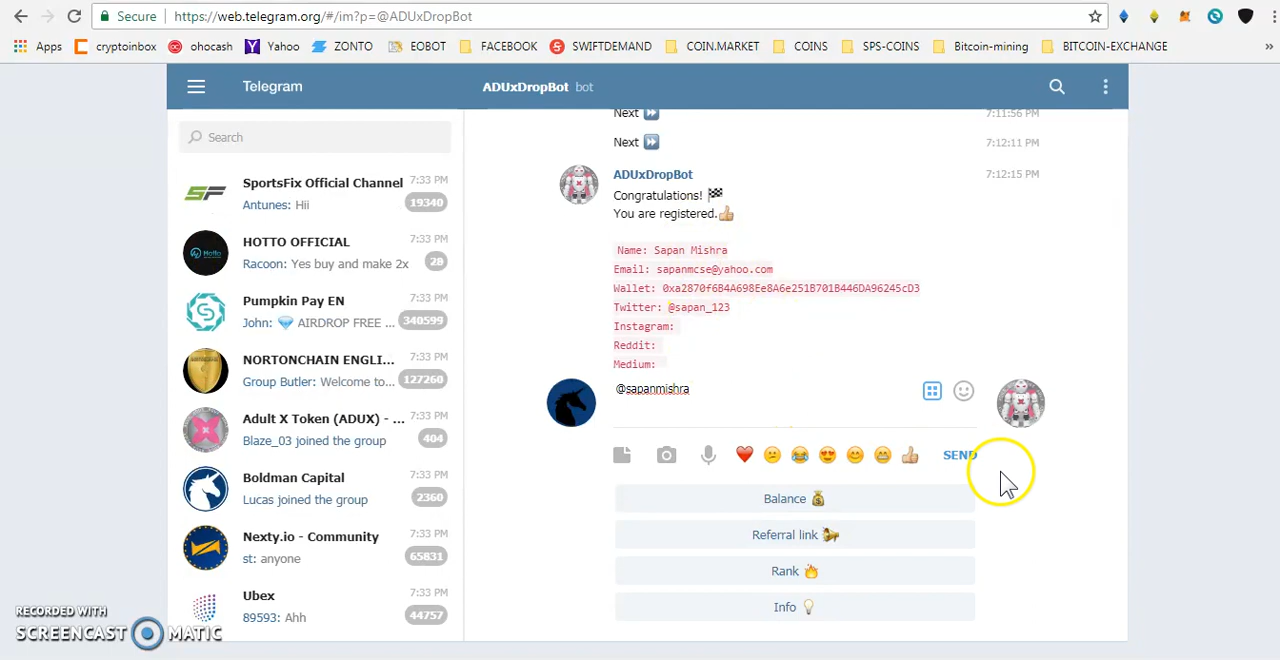 Secure https://web.telegram.org/#/im?p=@ADUxDropBot
Apps cryptoinbox ohocash Yahoo ZONTO EOBOT FACEBOOK SWIFTDEMAND COIN.MARKET COINS SPS-COINS Bitcoin-mining BITCOIN-EXCHANGE »
Telegram
ADUxDropBot bot
Search
SportsFix Official Channel 7:33 PM
Antunes: Hii 19340
HOTTO OFFICIAL 7:33 PM
Racoon: Yes buy and make 2x 28
Pumpkin Pay EN 7:33 PM
John: 💎 AIRDROP FREE ... 340599
NORTONCHAIN ENGLI... 7:33 PM
Group Butler: Welcome to... 127260
Adult X Token (ADUX) - ... 7:33 PM
Blaze_03 joined the group 404
Boldman Capital 7:33 PM
Lucas joined the group 2360
Nexty.io - Community 7:33 PM
st: anyone 65831
Ubex 7:33 PM
89593: Ahh 44757
Next ⏩ 7:11:56 PM
Next ⏩ 7:12:11 PM
ADUxDropBot 7:12:15 PM
Congratulations! 🏁
You are registered.👍
Name: Sapan Mishra
Email: sapanmcse@yahoo.com
Wallet: 0xa2870f6B4A698Ee8A6e251B701B446DA96245cD3
Twitter: @sapan_123
Instagram:
Reddit:
Medium:
@sapanmishra
SEND
Balance 💰
Referral link 📢
Rank 🔥
Info 💡
RECORDED WITH
SCREENCAST MATIC
Hotto